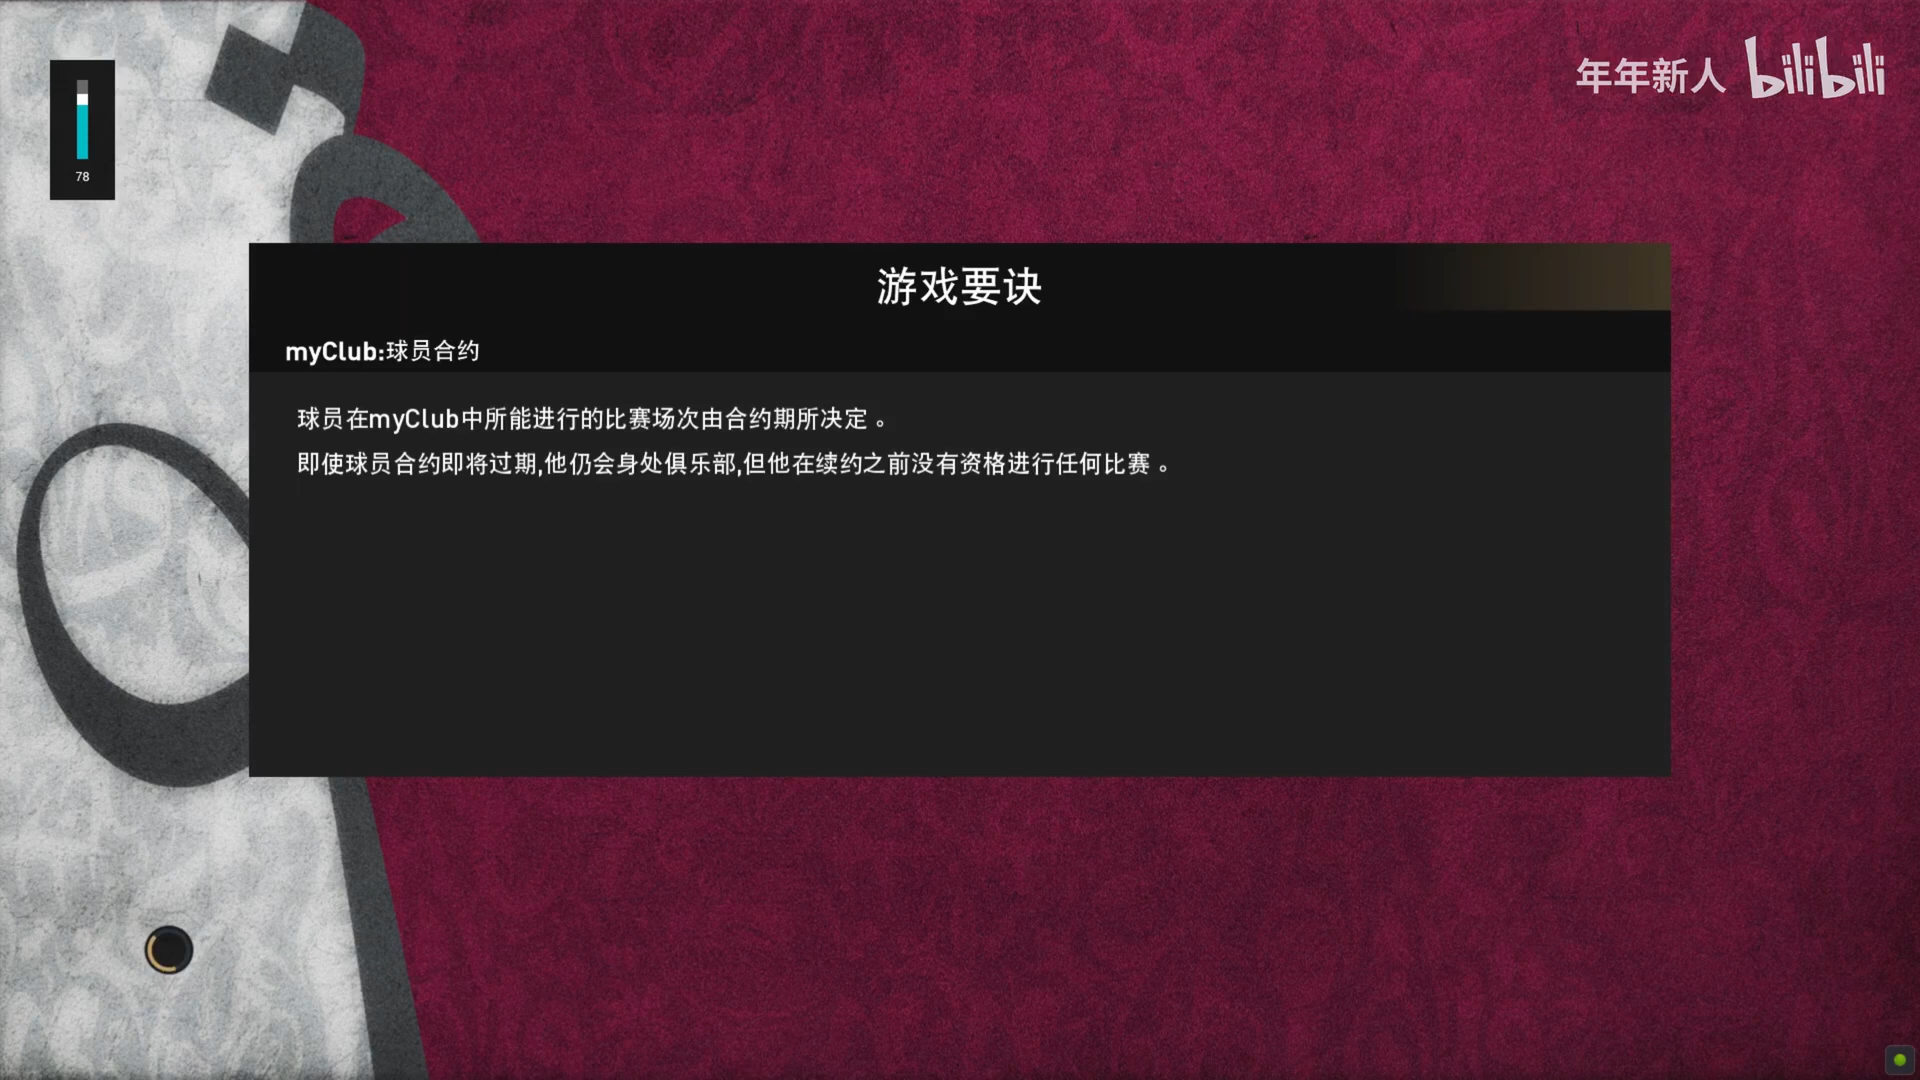 年年新人 bilibili
78
游戏要诀
myClub:球员合约
球员在myClub中所能进行的比赛场次由合约期所决定。
即使球员合约即将过期,他仍会身处俱乐部,但他在续约之前没有资格进行任何比赛。